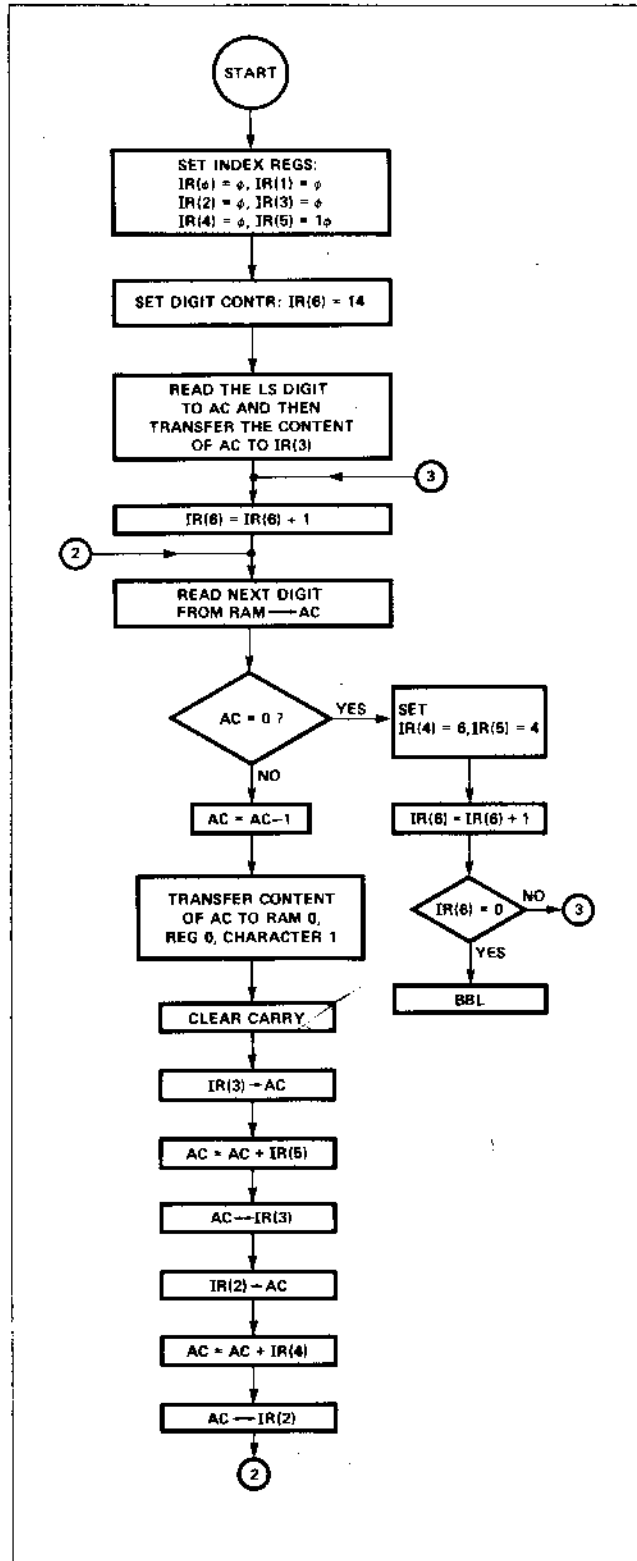 START
SET INDEX REGS:
IR(φ) = φ, IR(1) = φ
IR(2) = φ, IR(3) = φ
IR(4) = φ, IR(5) = 1φ
SET DIGIT CONTR: IR(6) = 14
READ THE LS DIGIT
TO AC AND THEN
TRANSFER THE CONTENT
OF AC TO IR(3)
3
IR(6) = IR(6) + 1
2
READ NEXT DIGIT
FROM RAM — AC
AC = 0 ?
YES
SET
IR(4) = 6, IR(5) = 4
NO
AC = AC–1
IR(6) = IR(6) + 1
TRANSFER CONTENT
OF AC TO RAM 0,
REG 0, CHARACTER 1
IR(6) = 0
NO
3
YES
BBL
CLEAR CARRY
IR(3) – AC
AC = AC + IR(5)
AC — IR(3)
IR(2) – AC
AC = AC + IR(4)
AC — IR(2)
2